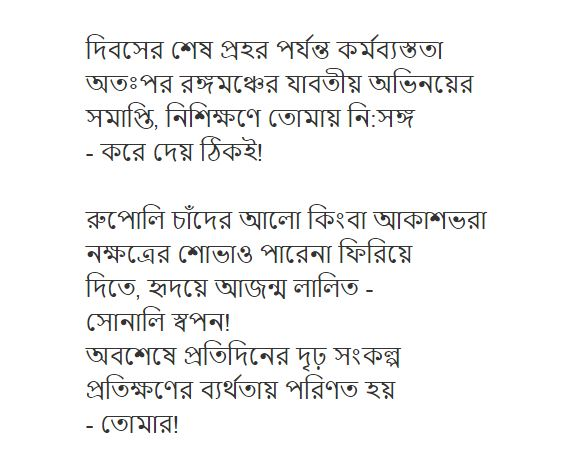 দিবসের শেষ প্রহর পর্যন্ত কর্মব্যস্ততা
অতঃপর রঙ্গমঞ্চের যাবতীয় অভিনয়ের
সমাপ্তি, নিশিক্ষণে তোমায় নি:সঙ্গ
- করে দেয় ঠিকই!
রুপোলি চাঁদের আলো কিংবা আকাশভরা
নক্ষত্রের শোভাও পারেনা ফিরিয়ে
দিতে, হৃদয়ে আজন্ম লালিত -
সোনালি স্বপন!
অবশেষে প্রতিদিনের দৃঢ় সংকল্প
প্রতিক্ষণের ব্যর্থতায় পরিণত হয়
- তোমার!